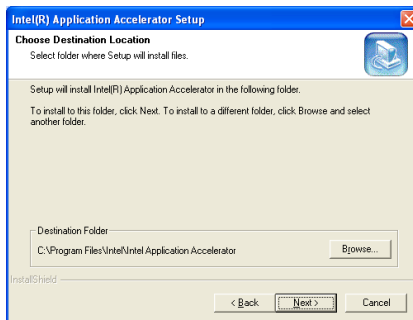 Intel(R) Application Accelerator Setup
Choose Destination Location
Select folder where Setup will install files.
Setup will install Intel(R) Application Accelerator in the following folder.
To install to this folder, click Next. To install to a different folder, click Browse and select
another folder.
Destination Folder
C:\Program Files\Intel\Intel Application Accelerator
Browse...
InstallShield
< Back
Next >
Cancel